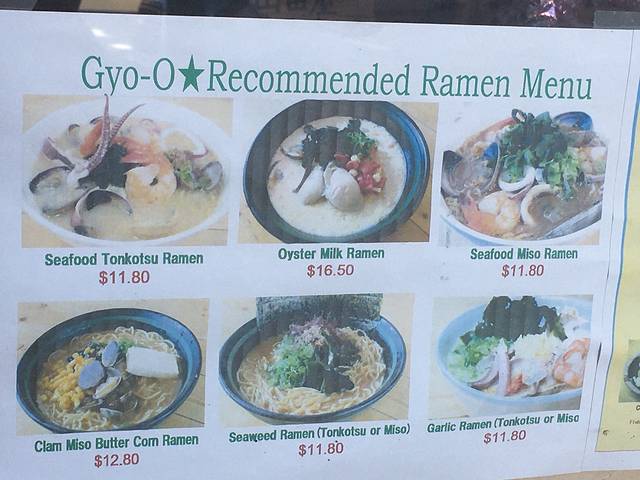 Gyo-O★Recommended Ramen Menu
Seafood Tonkotsu Ramen
$11.80
Oyster Milk Ramen
$16.50
Seafood Miso Ramen
$11.80
Clam Miso Butter Corn Ramen
$12.80
Seaweed Ramen (Tonkotsu or Miso)
$11.80
Garlic Ramen (Tonkotsu or Miso
$11.80